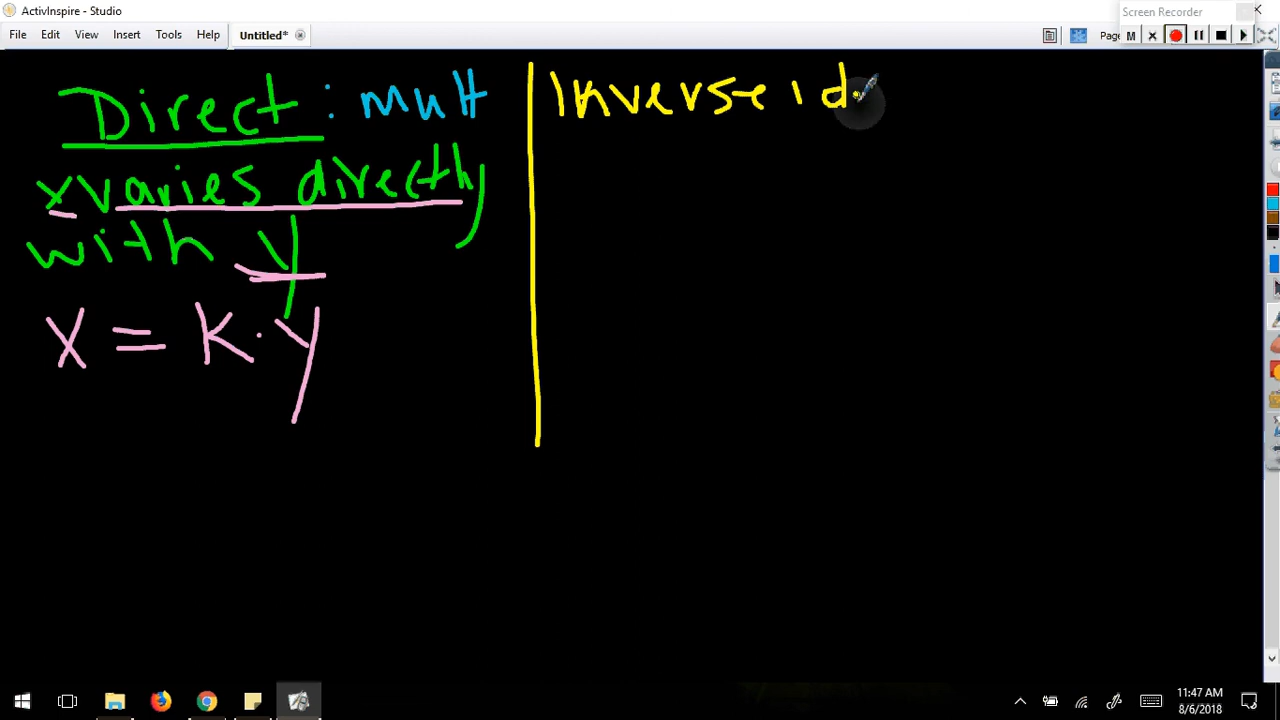 ActivInspire - Studio
Screen Recorder
File Edit View Insert Tools Help Untitled* Page
M
Direct: mult
x varies directly
with y
x = k · y
Inverse: d
11:47 AM
8/6/2018